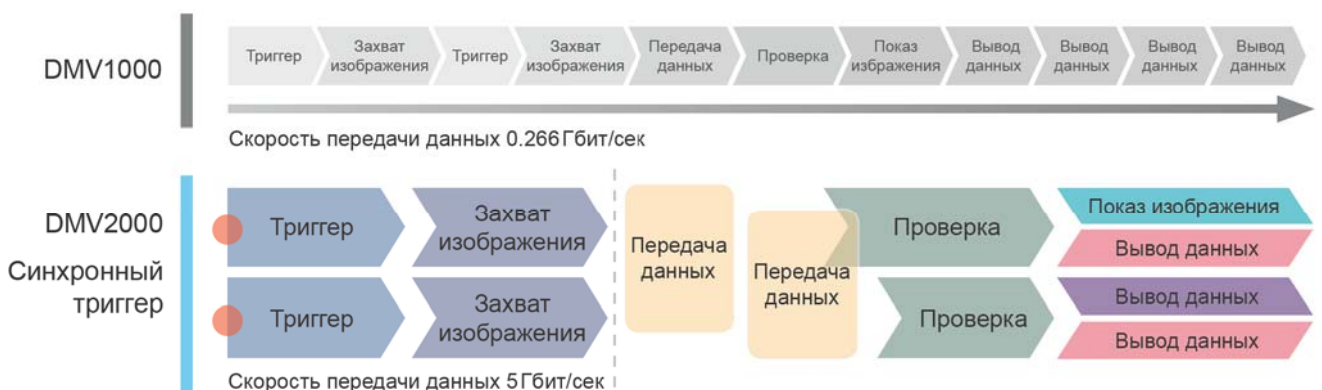 DMV1000
Триггер
Захват
изображения
Триггер
Захват
изображения
Передача
данных
Проверка
Показ
избражения
Вывод
данных
Вывод
данных
Вывод
данных
Вывод
данных
Скорость передачи данных 0.266 Гбит/сек
DMV2000
Синхронный
триггер
Триггер
Захват
изображения
Передача
данных
Передача
данных
Проверка
Показ изображения
Вывод данных
Триггер
Захват
изображения
Проверка
Вывод данных
Вывод данных
Скорость передачи данных 5 Гбит/сек